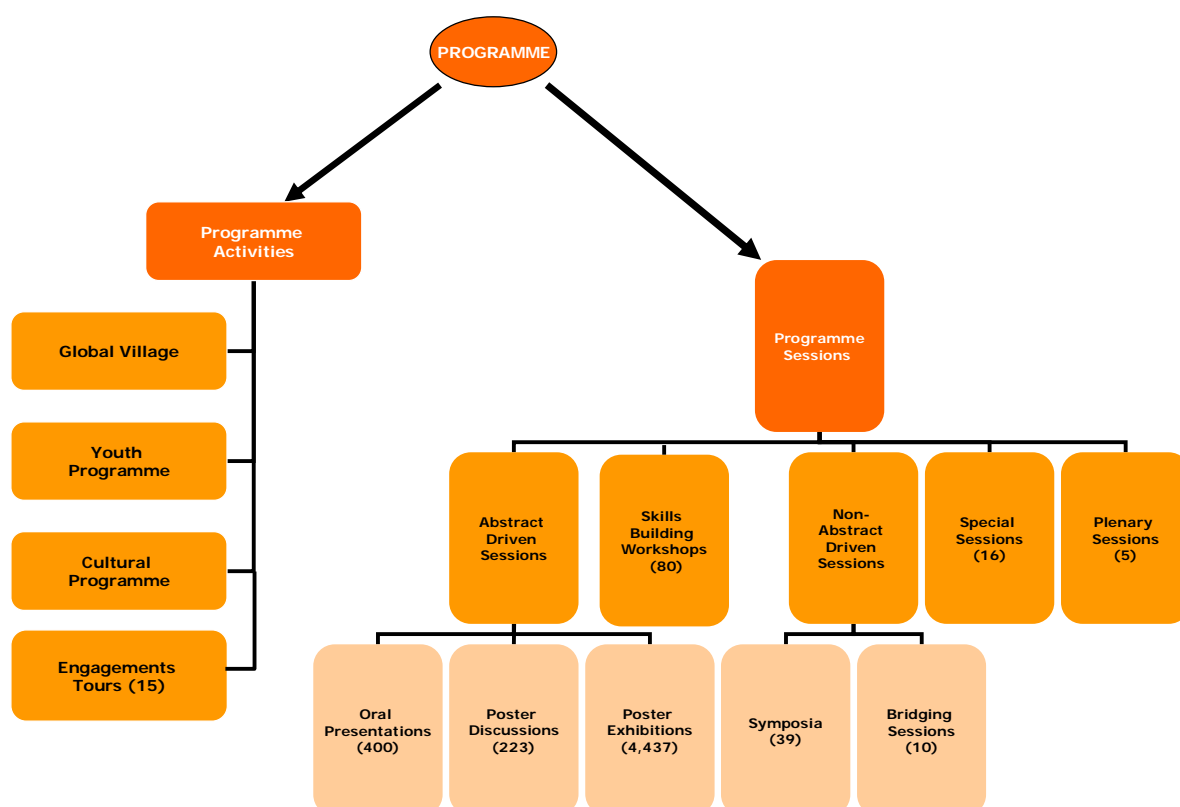 PROGRAMME
Programme
Activities
Global Village
Youth
Programme
Cultural
Programme
Engagements
Tours (15)
Programme
Sessions
Abstract
Driven
Sessions
Skills
Building
Workshops
(80)
Non-
Abstract
Driven
Sessions
Special
Sessions
(16)
Plenary
Sessions
(5)
Oral
Presentations
(400)
Poster
Discussions
(223)
Poster
Exhibitions
(4,437)
Symposia
(39)
Bridging
Sessions
(10)